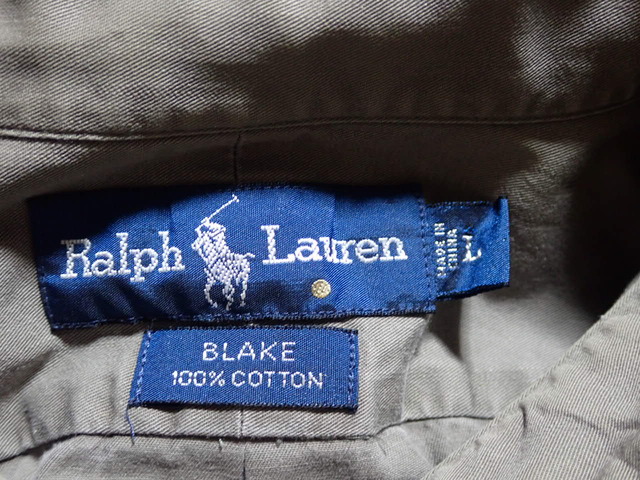 Ralph Lauren
MADE IN
CHINA
L
BLAKE
100% COTTON